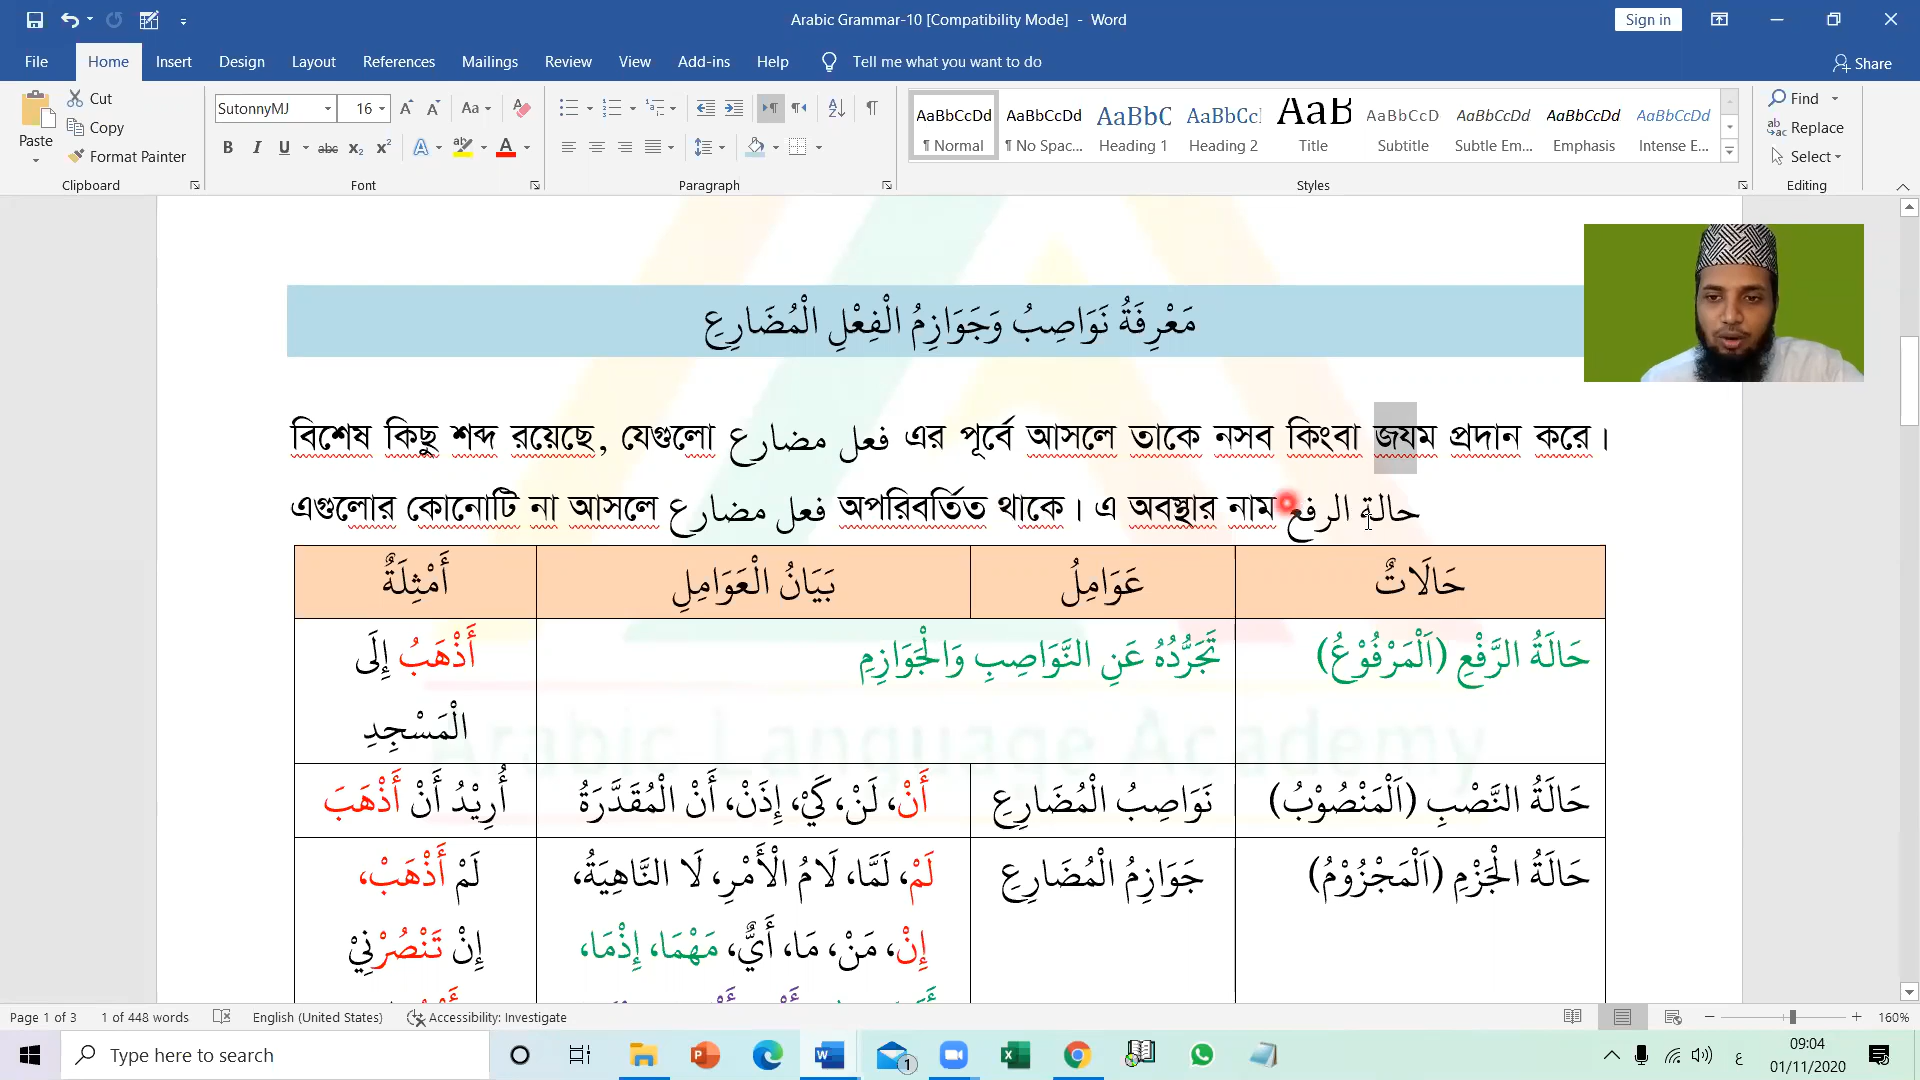 Arabic Grammar-10 [Compatibility Mode] - Word
Sign in
File Home Insert Design Layout References Mailings Review View Add-ins Help Tell me what you want to do Share
Paste Cut Copy Format Painter Clipboard
SutonnyMJ 16 Font
Paragraph
AaBbCcDd AaBbCcDd AaBbC AaBbCc AaB AaBbCcD AaBbCcDd AaBbCcDd AaBbCcDd
¶ Normal ¶ No Spac... Heading 1 Heading 2 Title Subtitle Subtle Em... Emphasis Intense E...
Styles
Find Replace Select Editing
مَعْرِفَةُ نَوَاصِبُ وَجَوَازِمُ الْفِعْلِ الْمُضَارِعِ
বিশেষ কিছু শব্দ রয়েছে, যেগুলো فعل مضارع এর পূর্বে আসলে তাকে নসব কিংবা জযম প্রদান করে।
এগুলোর কোনোটি না আসলে فعل مضارع অপরিবর্তিত থাকে। এ অবস্থার নাম حالة الرفع
حَالَاتٌ عَوَامِلُ بَيَانُ الْعَوَامِلِ أَمْثِلَةٌ
حَالَةُ الرَّفْعِ (اَلْمَرْفُوْعُ) تَجَرُّدُهُ عَنِ النَّوَاصِبِ وَالْجَوَازِمِ أَذْهَبُ إِلَى
الْمَسْجِدِ
حَالَةُ النَّصْبِ (اَلْمَنْصُوْبُ) نَوَاصِبُ الْمُضَارِعِ أَنْ، لَنْ، كَيْ، إِذَنْ، أَنْ الْمُقَدَّرَةُ أُرِيْدُ أَنْ أَذْهَبَ
حَالَةُ الْجَزْمِ (اَلْمَجْزُوْمُ) جَوَازِمُ الْمُضَارِعِ لَمْ، لَمَّا، لَامُ الْأَمْرِ، لَا النَّاهِيَةُ، لَمْ أَذْهَبْ،
إِنْ، مَنْ، مَا، أَيٌّ، مَهْمَا، إِذْمَا، إِنْ تَنْصُرْنِيْ
Arabic Language Academy
Page 1 of 3 1 of 448 words English (United States) Accessibility: Investigate 160%
Type here to search 1 ع 09:04
01/11/2020